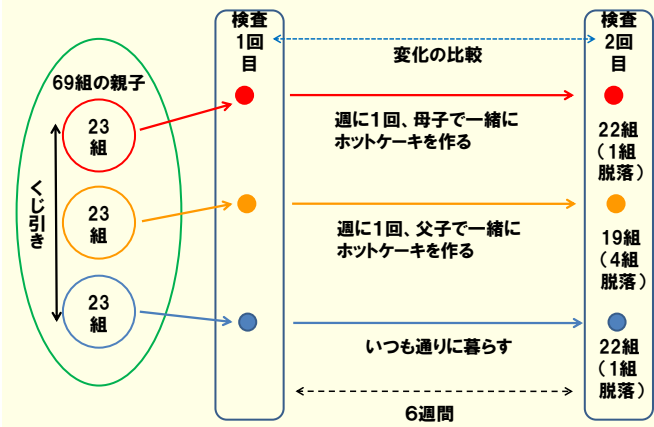 69組の親子
23
組
23
組
23
組
くじ引き
検査
1回
目
変化の比較
週に1回、母子で一緒に
ホットケーキを作る
週に1回、父子で一緒に
ホットケーキを作る
いつも通りに暮らす
6週間
検査
2回
目
22組
(1組
脱落)
19組
(4組
脱落)
22組
(1組
脱落)